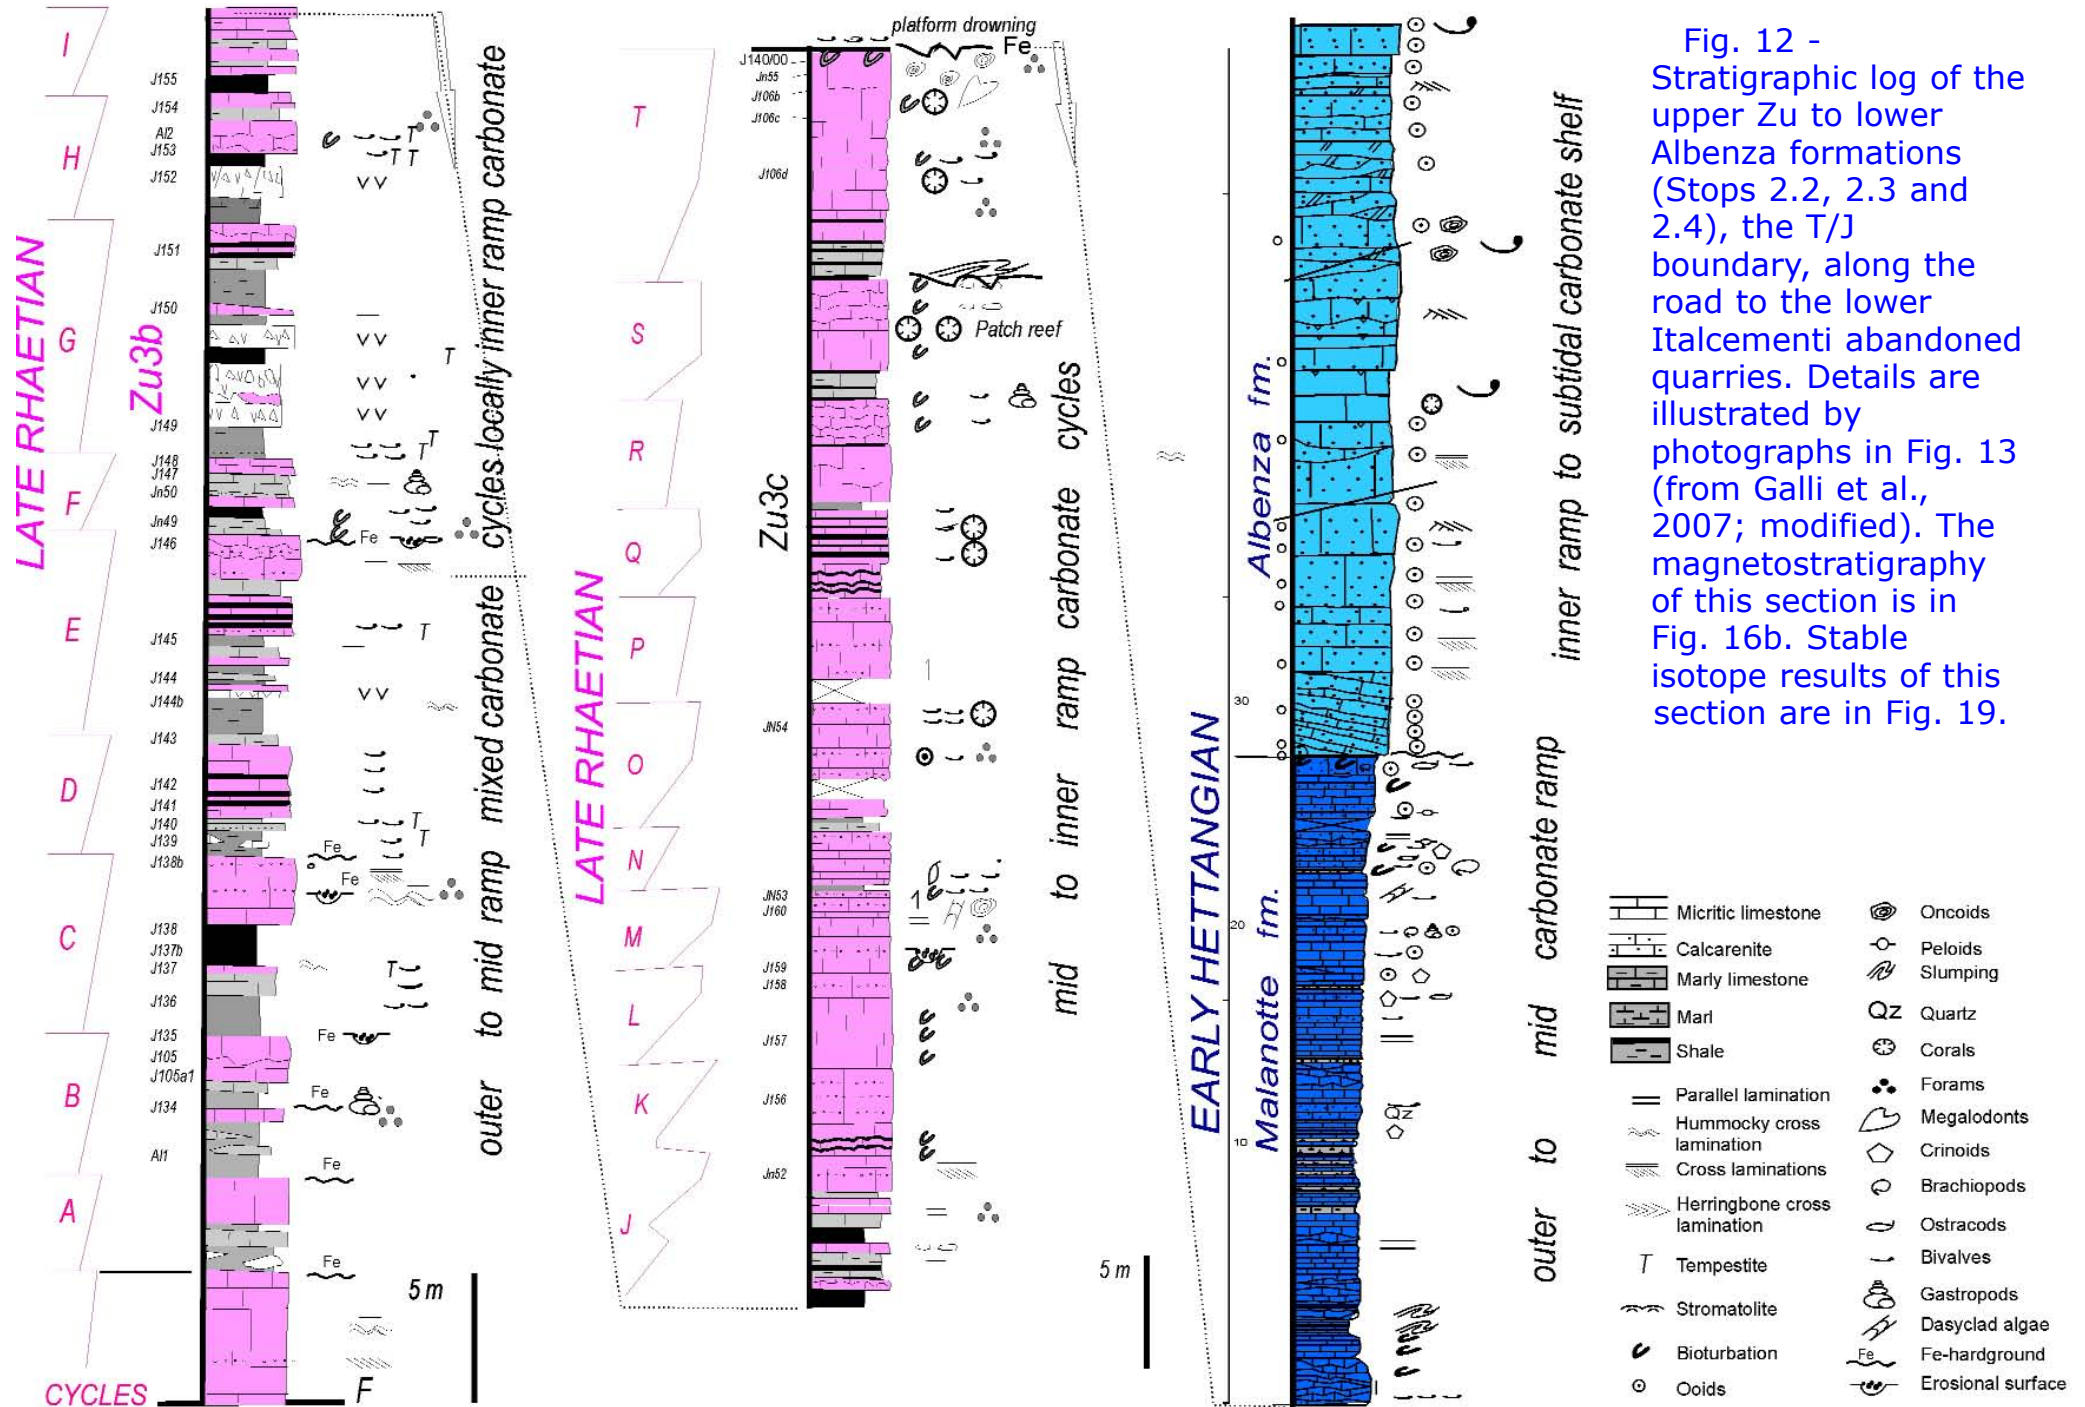 LATE RHAETIAN
Zu3b
I
H
G
F
E
D
C
B
A
CYCLES
J155
J154
Al2
J153
J152
J151
J150
J149
J148
J147
Jn50
Jn49
J146
J145
J144
J144b
J143
J142
J141
J140
J139
J138b
J138
J137b
J137
J136
J135
J105
J105a1
J134
Al1
T
T T
T
T
T
Fe
T
T
T
Fe
Fe
T
Fe
Fe
Fe
Fe
F
5 m
outer to mid ramp mixed carbonate
cycles locally inner ramp carbonate
LATE RHAETIAN
Zu3c
T
S
R
Q
P
O
N
M
L
K
J
platform drowning
Fe
J140/00
Jn55
J106b
J106c
J106d
Patch reef
JN54
JN53
J160
J159
J158
J157
J156
Jn52
5 m
mid to inner ramp carbonate cycles
EARLY HETTANGIAN
Malanotte fm.
Albenza fm.
30
20
10
Qz
outer to mid carbonate ramp
inner ramp to subtidal carbonate shelf
Fig. 12 -
Stratigraphic log of the
upper Zu to lower
Albenza formations
(Stops 2.2, 2.3 and
2.4), the T/J
boundary, along the
road to the lower
Italcementi abandoned
quarries. Details are
illustrated by
photographs in Fig. 13
(from Galli et al.,
2007; modified). The
magnetostratigraphy
of this section is in
Fig. 16b. Stable
isotope results of this
section are in Fig. 19.
Micritic limestone
Calcarenite
Marly limestone
Marl
Shale
Parallel lamination
Hummocky cross
lamination
Cross laminations
Herringbone cross
lamination
T Tempestite
Stromatolite
Bioturbation
Ooids
Oncoids
Peloids
Slumping
Qz Quartz
Corals
Forams
Megalodonts
Crinoids
Brachiopods
Ostracods
Bivalves
Gastropods
Dasyclad algae
Fe Fe-hardground
Erosional surface